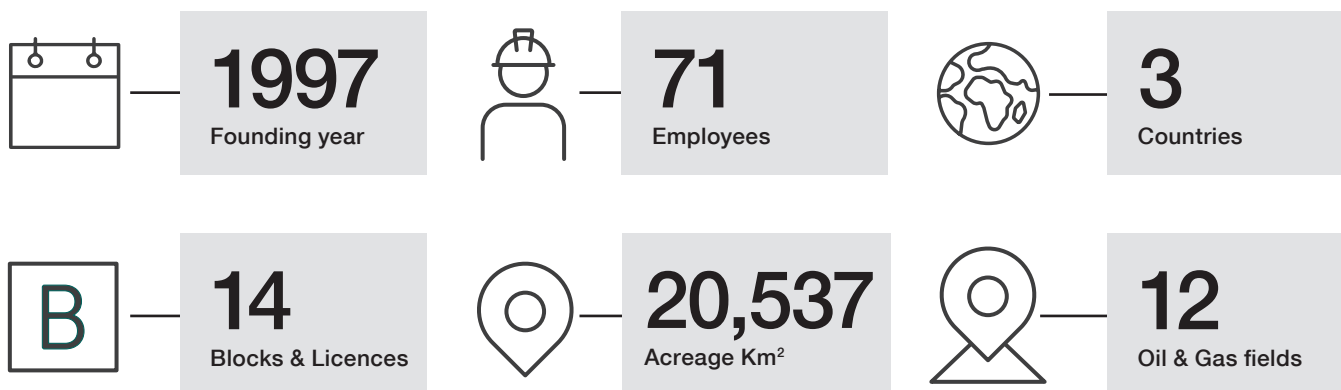 1997
Founding year
71
Employees
3
Countries
B
14
Blocks & Licences
20,537
Acreage Km²
12
Oil & Gas fields